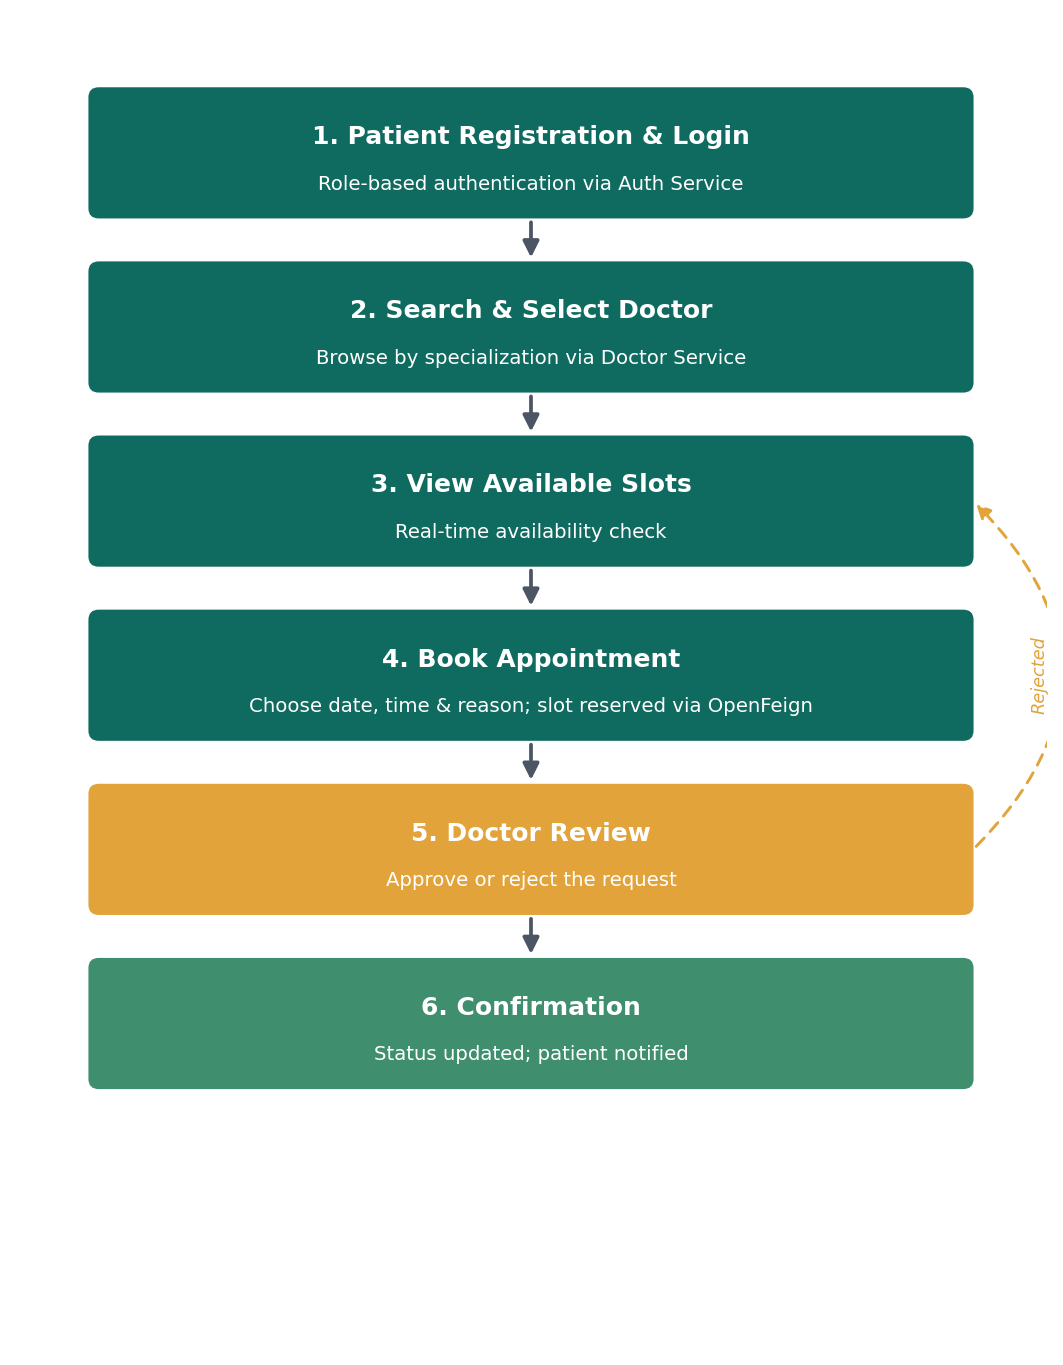 1. Patient Registration & Login
Role-based authentication via Auth Service
2. Search & Select Doctor
Browse by specialization via Doctor Service
3. View Available Slots
Real-time availability check
4. Book Appointment
Choose date, time & reason; slot reserved via OpenFeign
Rejected
5. Doctor Review
Approve or reject the request
6. Confirmation
Status updated; patient notified